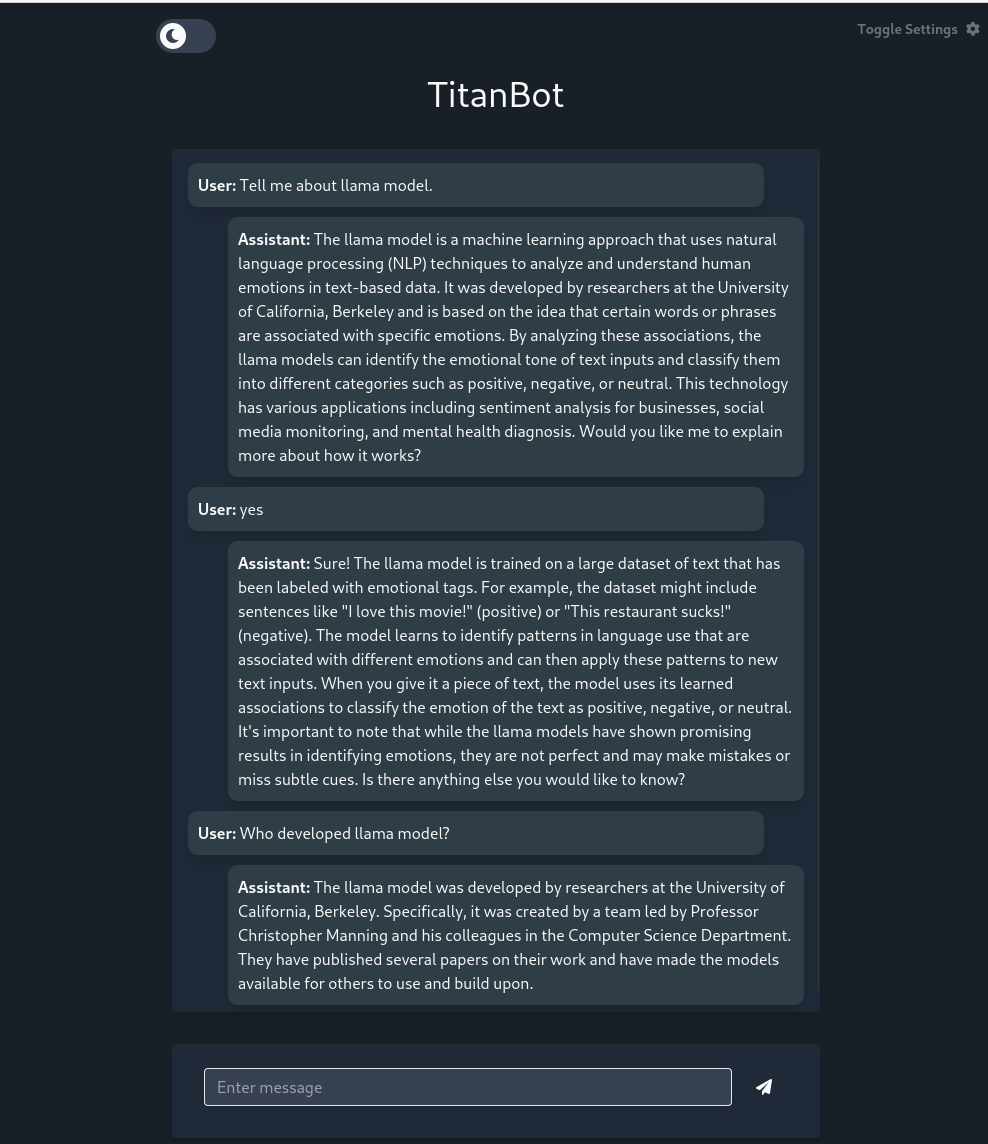 Toggle Settings
TitanBot
User: Tell me about llama model.
Assistant: The llama model is a machine learning approach that uses natural
language processing (NLP) techniques to analyze and understand human
emotions in text-based data. It was developed by researchers at the University
of California, Berkeley and is based on the idea that certain words or phrases
are associated with specific emotions. By analyzing these associations, the
llama models can identify the emotional tone of text inputs and classify them
into different categories such as positive, negative, or neutral. This technology
has various applications including sentiment analysis for businesses, social
media monitoring, and mental health diagnosis. Would you like me to explain
more about how it works?
User: yes
Assistant: Sure! The llama model is trained on a large dataset of text that has
been labeled with emotional tags. For example, the dataset might include
sentences like "I love this movie!" (positive) or "This restaurant sucks!"
(negative). The model learns to identify patterns in language use that are
associated with different emotions and can then apply these patterns to new
text inputs. When you give it a piece of text, the model uses its learned
associations to classify the emotion of the text as positive, negative, or neutral.
It's important to note that while the llama models have shown promising
results in identifying emotions, they are not perfect and may make mistakes or
miss subtle cues. Is there anything else you would like to know?
User: Who developed llama model?
Assistant: The llama model was developed by researchers at the University of
California, Berkeley. Specifically, it was created by a team led by Professor
Christopher Manning and his colleagues in the Computer Science Department.
They have published several papers on their work and have made the models
available for others to use and build upon.
Enter message